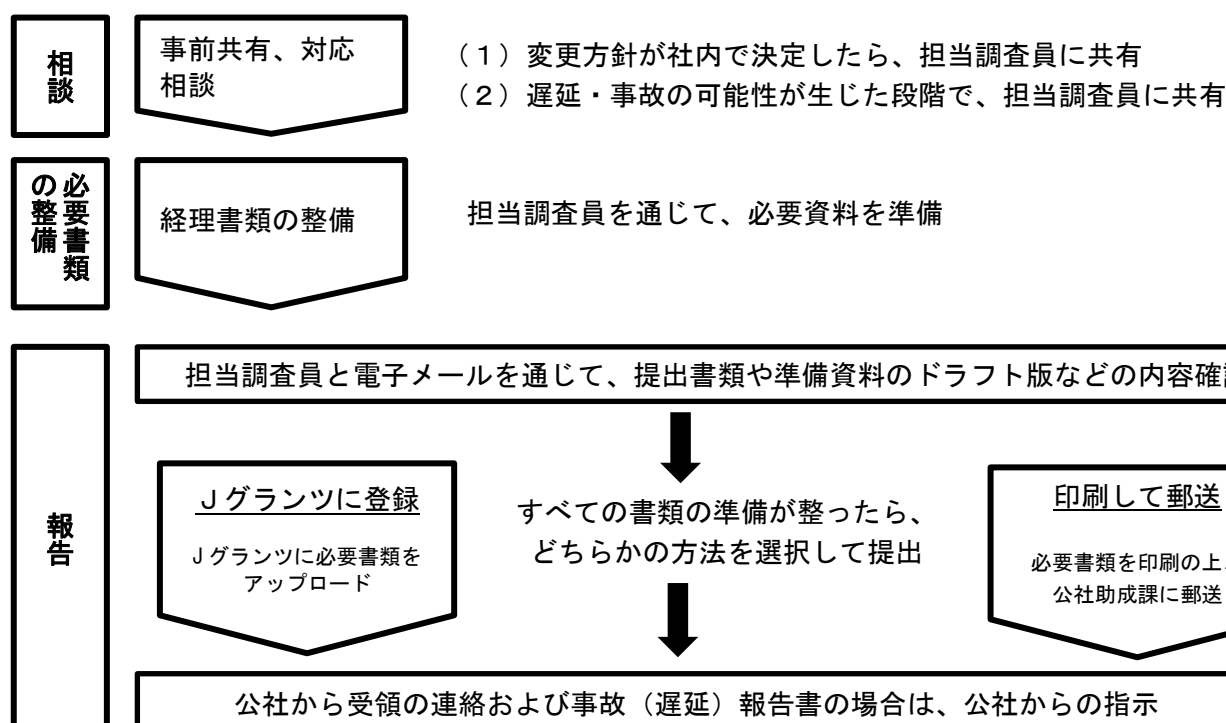 相談
事前共有、対応
相談
（１）変更方針が社内で決定したら、担当調査員に共有
（２）遅延・事故の可能性が生じた段階で、担当調査員に共有
必要書類
の整備
経理書類の整備
担当調査員を通じて、必要資料を準備
報告
担当調査員と電子メールを通じて、提出書類や準備資料のドラフト版などの内容確
Ｊグランツに登録
Ｊグランツに必要書類を
アップロード
すべての書類の準備が整ったら、
どちらかの方法を選択して提出
印刷して郵送
必要書類を印刷の上、
公社助成課に郵送
公社から受領の連絡および事故（遅延）報告書の場合は、公社からの指示